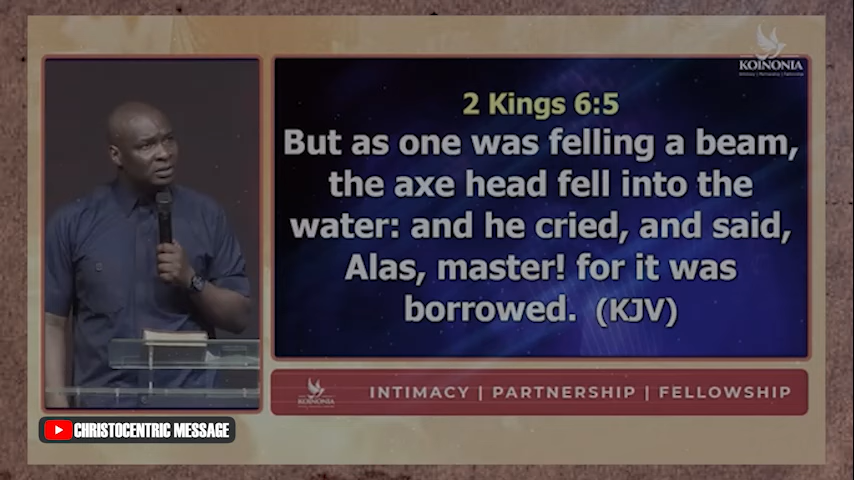 KOINONIA
2 Kings 6:5
But as one was felling a beam,
the axe head fell into the
water: and he cried, and said,
Alas, master! for it was
borrowed. (KJV)
KOINONIA
INTIMACY | PARTNERSHIP | FELLOWSHIP
CHRISTOCENTRIC MESSAGE